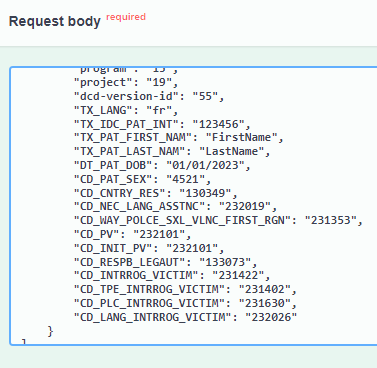 Request body required
"program": "15",
"project": "19",
"dcd-version-id": "55",
"TX_LANG": "fr",
"TX_IDC_PAT_INT": "123456",
"TX_PAT_FIRST_NAM": "FirstName",
"TX_PAT_LAST_NAM": "LastName",
"DT_PAT_DOB": "01/01/2023",
"CD_PAT_SEX": "4521",
"CD_CNTRY_RES": "130349",
"CD_NEC_LANG_ASSTNC": "232019",
"CD_WAY_POLCE_SXL_VLNC_FIRST_RGN": "231353",
"CD_PV": "232101",
"CD_INIT_PV": "232101",
"CD_RESPB_LEGAUT": "133073",
"CD_INTRROG_VICTIM": "231422",
"CD_TPE_INTRROG_VICTIM": "231402",
"CD_PLC_INTRROG_VICTIM": "231630",
"CD_LANG_INTRROG_VICTIM": "232026"
}